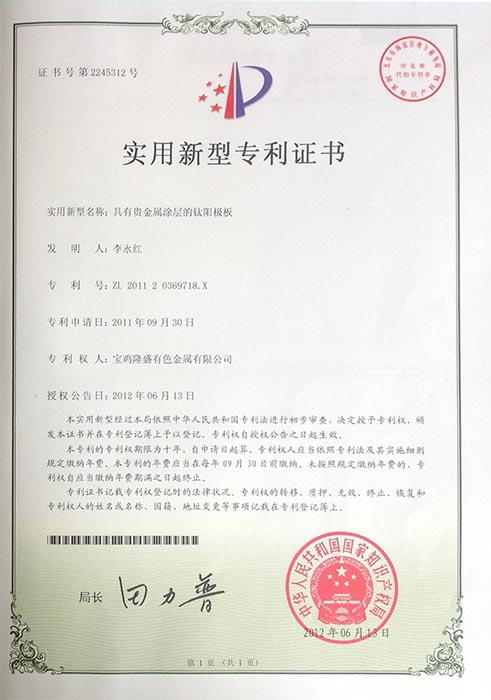 证书号第2245312号
印花税
代扣专用章
实用新型专利证书
实用新型名称：具有贵金属涂层的钛阳极板
发明人：李永红
专利号：ZL 2011 2 0369718.X
专利申请日：2011年09月30日
专利权人：宝鸡隆盛有色金属有限公司
授权公告日：2012年06月13日
本实用新型经过本局依照中华人民共和国专利法进行初步审查，决定授予专利权，颁
发本证书并在专利登记簿上予以登记。专利权自授权公告之日起生效。
本专利的专利权期限为十年，自申请日起算。专利权人应当依照专利法及其实施细则
规定缴纳年费。本专利的年费应当在每年09月30日前缴纳。未按照规定缴纳年费的，专
利权自应当缴纳年费期满之日起终止。
专利证书记载专利权登记时的法律状况。专利权的转移、质押、无效、终止、恢复和
专利权人的姓名或名称、国籍、地址变更等事项记载在专利登记簿上。
局长 田力普
中华人民共和国国家知识产权局
2012年06月13日
第1页（共1页）